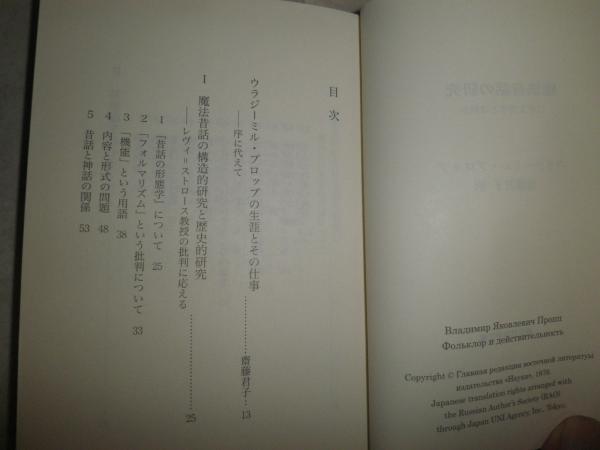 Владимир Яковлевич Пропп
Фольклор и действительность
Copyright © Главная редакция восточной литературы
издательства «Наука», 1976.
Japanese translation rights arranged with
the Russian Author's Society (RAO)
through Japan UNI Agency, Inc. Tokyo.
目次
ウラジーミル・プロップの生涯とその仕事
――序に代えて……………齋藤君子… 13
Ⅰ 魔法昔話の構造的研究と歴史的研究
――レヴィ=ストロース教授の批判に応える……………25
1 『昔話の形態学』について 25
2 「フォルマリズム」という批判について 33
3 「機能」という用語 38
4 内容と形式の問題 48
5 昔話と神話の関係 53